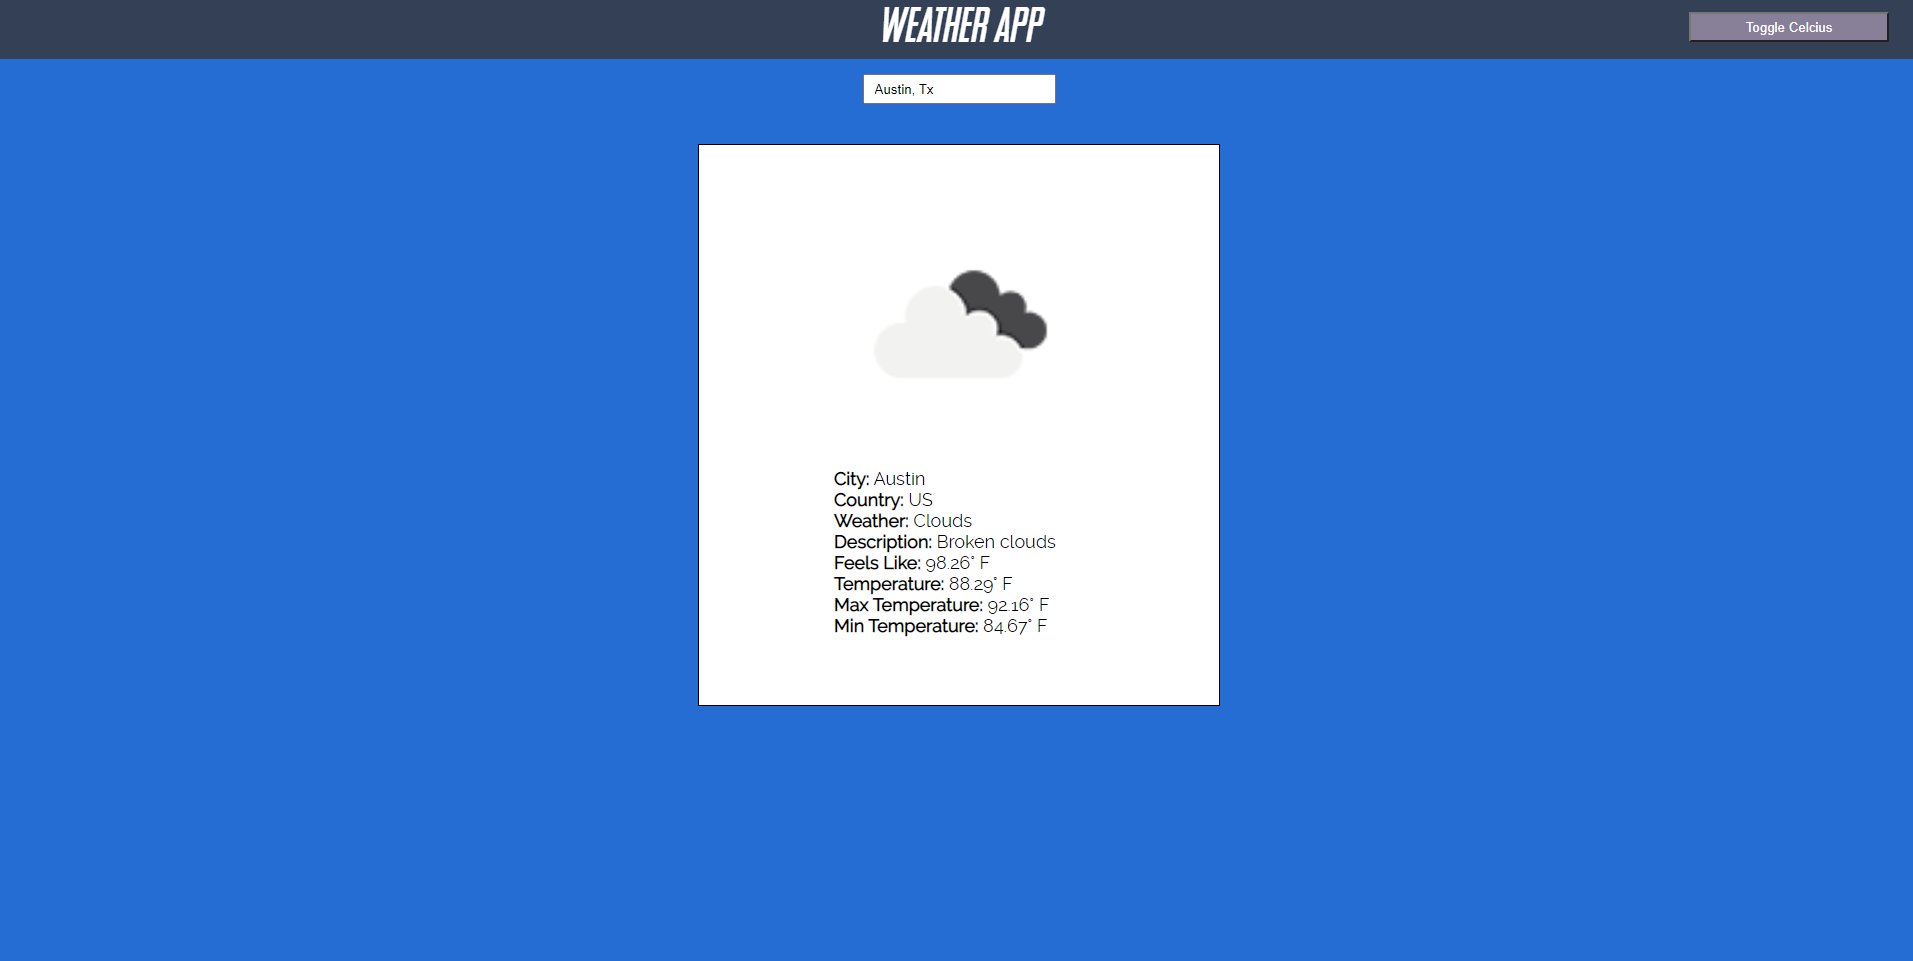 WEATHER APP
Toggle Celcius
Austin, Tx
City: Austin
Country: US
Weather: Clouds
Description: Broken clouds
Feels Like: 98.26° F
Temperature: 88.29° F
Max Temperature: 92.16° F
Min Temperature: 84.67° F